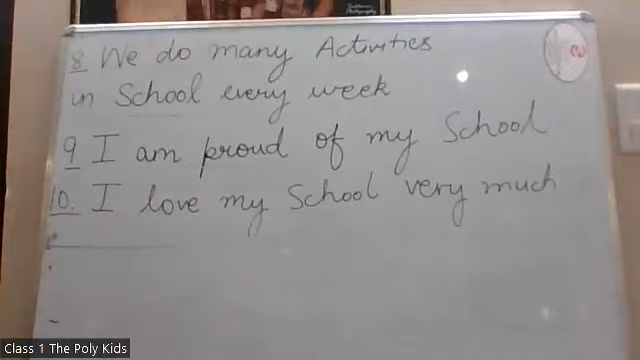 8 We do many Activities
in School every week
9 I am proud of my School
10. I love my School very much
Class 1 The Poly Kids